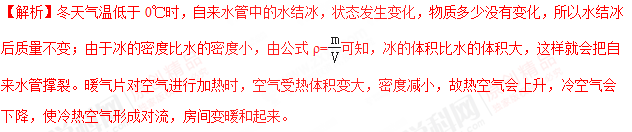 【解析】冬天气温低于 0℃时，自来水管中的水结冰，状态发生变化，物质多少没有变化，所以水结冰
后质量不变；由于冰的密度比水的密度小，由公式 ρ=m/V可知，冰的体积比水的体积大，这样就会把自
来水管撑裂。暖气片对空气进行加热时，空气受热体积变大，密度减小，故热空气会上升，冷空气会
下降，使冷热空气形成对流，房间变暖和起来。